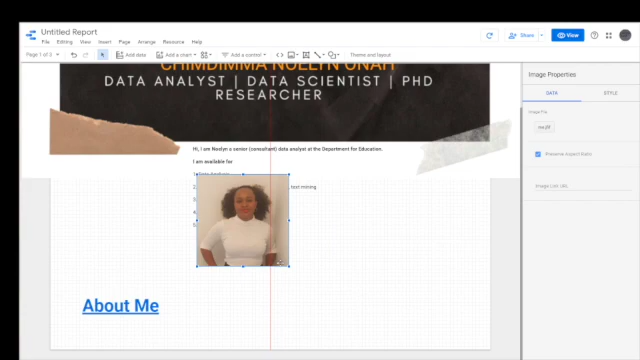 Untitled Report
File Edit View Insert Page Arrange Resource Help
Share
View
Page 1 of 3
Add data
Add a chart
Add a control
Theme and layout
CHIMDIMMA NOELYN ONAH
DATA ANALYST | DATA SCIENTIST | PHD
RESEARCHER
Hi, I am Noelyn a senior (consultant) data analyst at the Department for Education.
I am available for
, text mining
About Me
Image Properties
DATA
STYLE
Image File
Preserve Aspect Ratio
Image Link URL